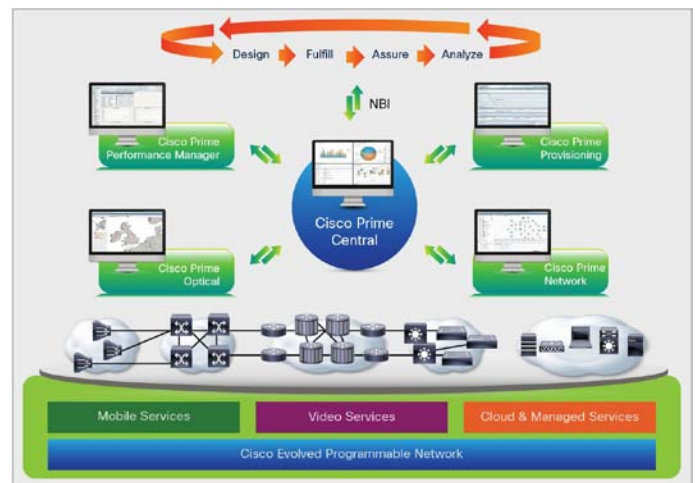 Design
Fulfill
Assure
Analyze
NBI
Cisco Prime
Performance Manager
Cisco Prime
Provisioning
Cisco Prime
Central
Cisco Prime
Optical
Cisco Prime
Network
Mobile Services
Video Services
Cloud & Managed Services
Cisco Evolved Programmable Network